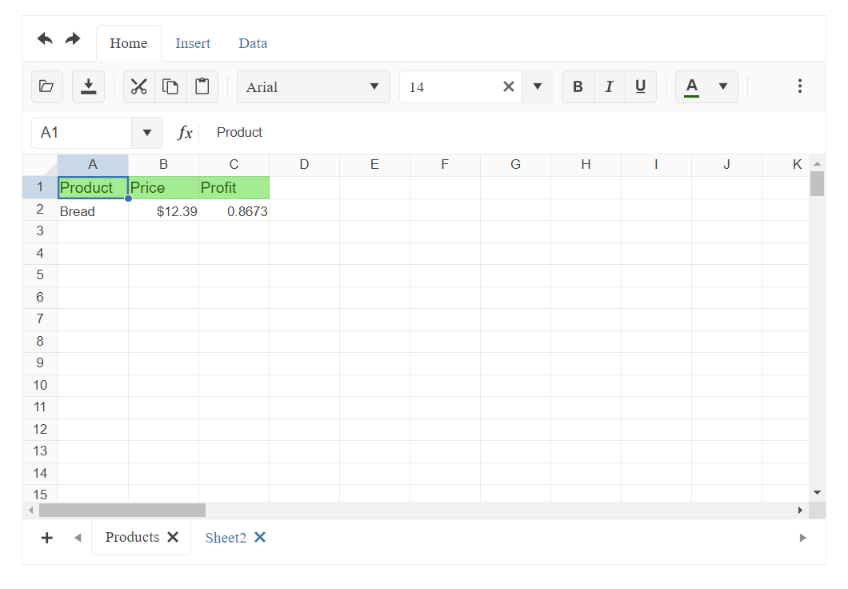 Home Insert Data
Arial 14 B I U A
A1 fx Product
A B C D E F G H I J K
1 Product Price Profit
2 Bread $12.39 0.8673
3
4
5
6
7
8
9
10
11
12
13
14
15
+ Products Sheet2